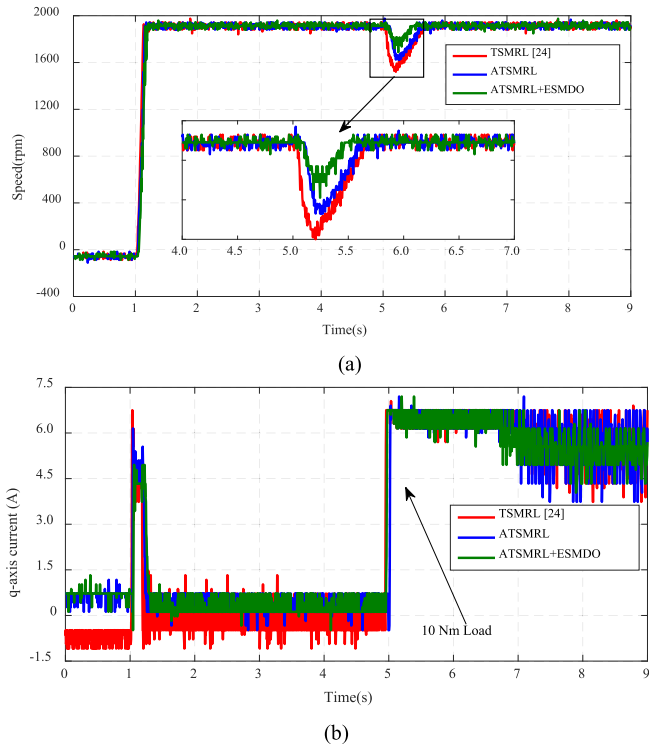 2000
1600
1200
800
400
0
-400
Speed(rpm)
TSMRL [24]
ATSMRL
ATSMRL+ESMDO
4.0 4.5 5.0 5.5 6.0 6.5 7.0
0 1 2 3 4 5 6 7 8 9
Time(s)
(a)
7.5
6.0
4.5
3.0
1.5
0
-1.5
q-axis current (A)
TSMRL [24]
ATSMRL
ATSMRL+ESMDO
10 Nm Load
0 1 2 3 4 5 6 7 8 9
Time(s)
(b)